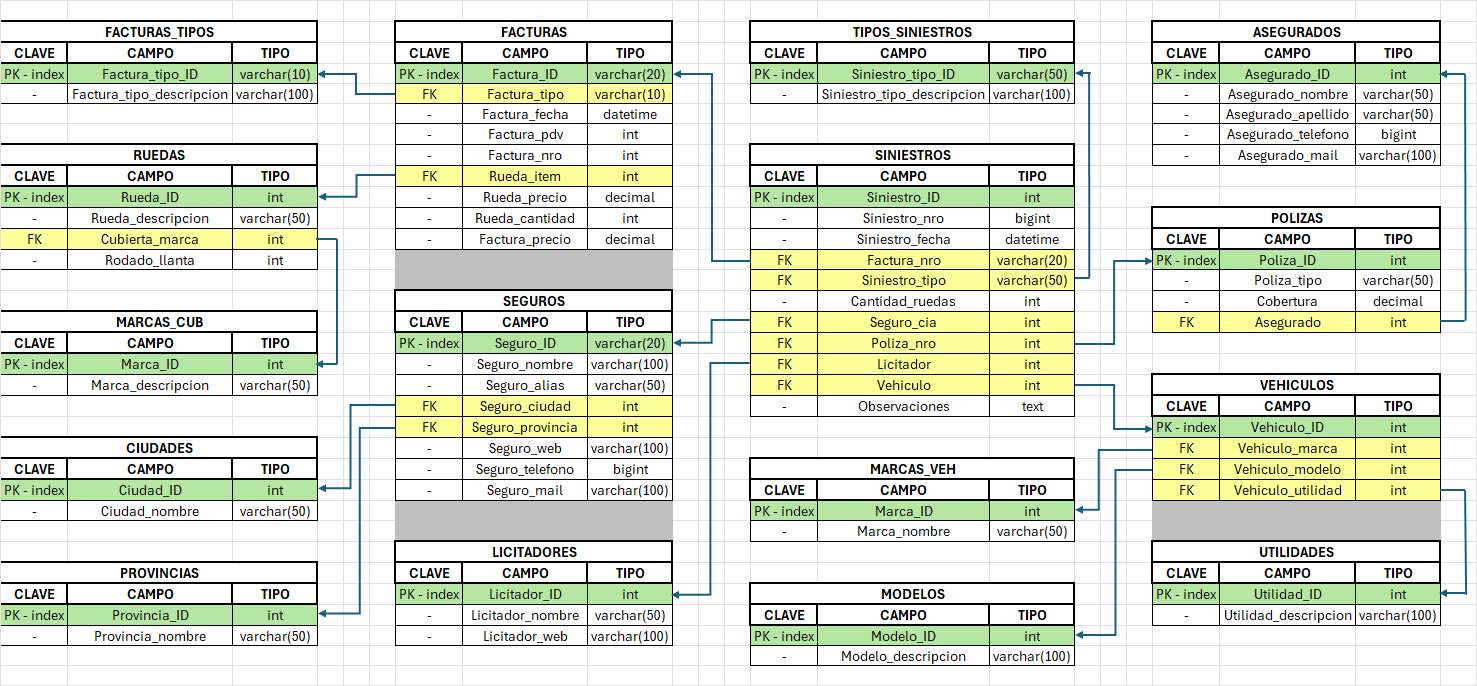 FACTURAS_TIPOS
CLAVE CAMPO TIPO
PK - index Factura_tipo_ID varchar(10)
- Factura_tipo_descripcion varchar(100)
RUEDAS
CLAVE CAMPO TIPO
PK - index Rueda_ID int
- Rueda_descripcion varchar(50)
FK Cubierta_marca int
- Rodado_llanta int
MARCAS_CUB
CLAVE CAMPO TIPO
PK - index Marca_ID int
- Marca_descripcion varchar(50)
CIUDADES
CLAVE CAMPO TIPO
PK - index Ciudad_ID int
- Ciudad_nombre varchar(50)
PROVINCIAS
CLAVE CAMPO TIPO
PK - index Provincia_ID int
- Provincia_nombre varchar(50)
FACTURAS
CLAVE CAMPO TIPO
PK - index Factura_ID varchar(20)
FK Factura_tipo varchar(10)
- Factura_fecha datetime
- Factura_pdv int
- Factura_nro int
FK Rueda_item int
- Rueda_precio decimal
- Rueda_cantidad int
- Factura_precio decimal
SEGUROS
CLAVE CAMPO TIPO
PK - index Seguro_ID varchar(20)
- Seguro_nombre varchar(100)
- Seguro_alias varchar(50)
FK Seguro_ciudad int
FK Seguro_provincia int
- Seguro_web varchar(100)
- Seguro_telefono bigint
- Seguro_mail varchar(100)
LICITADORES
CLAVE CAMPO TIPO
PK - index Licitador_ID int
- Licitador_nombre varchar(50)
- Licitador_web varchar(100)
TIPOS_SINIESTROS
CLAVE CAMPO TIPO
PK - index Siniestro_tipo_ID varchar(50)
- Siniestro_tipo_descripcion varchar(100)
SINIESTROS
CLAVE CAMPO TIPO
PK - index Siniestro_ID int
- Siniestro_nro bigint
- Siniestro_fecha datetime
FK Factura_nro varchar(20)
FK Siniestro_tipo varchar(50)
- Cantidad_ruedas int
FK Seguro_cia int
FK Poliza_nro int
FK Licitador int
FK Vehiculo int
- Observaciones text
MARCAS_VEH
CLAVE CAMPO TIPO
PK - index Marca_ID int
- Marca_nombre varchar(50)
MODELOS
CLAVE CAMPO TIPO
PK - index Modelo_ID int
- Modelo_descripcion varchar(100)
ASEGURADOS
CLAVE CAMPO TIPO
PK - index Asegurado_ID int
- Asegurado_nombre varchar(50)
- Asegurado_apellido varchar(50)
- Asegurado_telefono bigint
- Asegurado_mail varchar(100)
POLIZAS
CLAVE CAMPO TIPO
PK - index Poliza_ID int
- Poliza_tipo varchar(50)
- Cobertura decimal
FK Asegurado int
VEHICULOS
CLAVE CAMPO TIPO
PK - index Vehiculo_ID int
FK Vehiculo_marca int
FK Vehiculo_modelo int
FK Vehiculo_utilidad int
UTILIDADES
CLAVE CAMPO TIPO
PK - index Utilidad_ID int
- Utilidad_descripcion varchar(100)